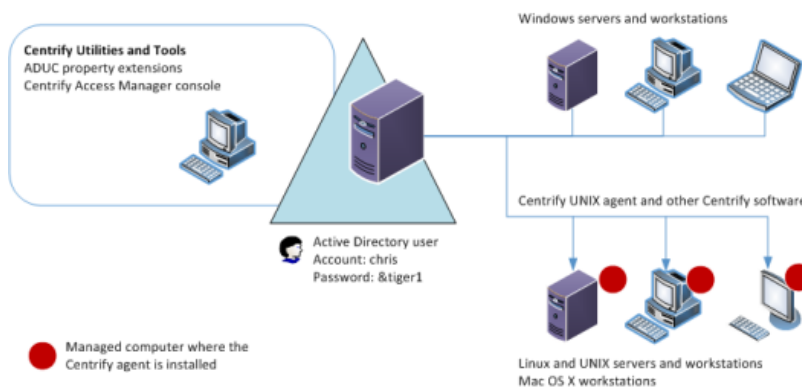 Windows servers and workstations
Centrify Utilities and Tools
ADUC property extensions
Centrify Access Manager console
Centrify UNIX agent and other Centrify software
Active Directory user
Account: chris
Password: &tiger1
Managed computer where the
Centrify agent is installed
Linux and UNIX servers and workstations
Mac OS X workstations